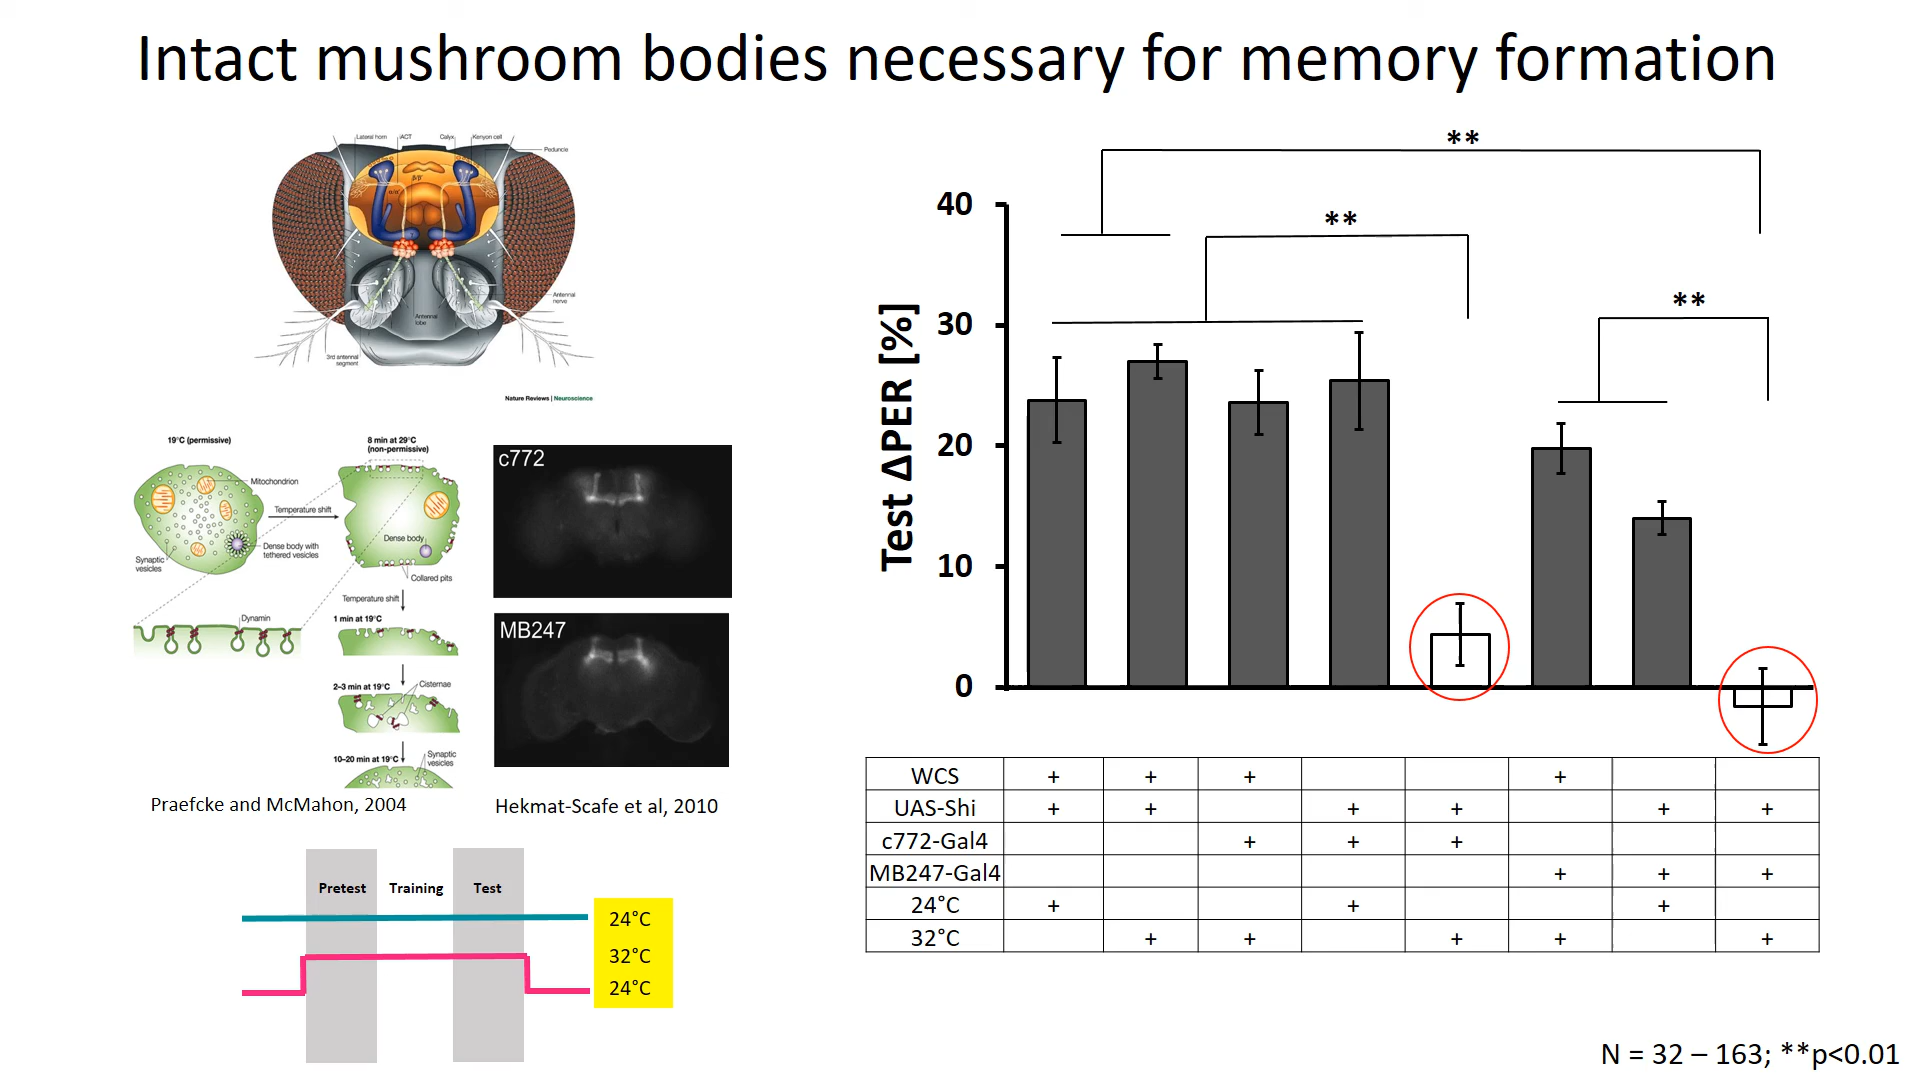 Intact mushroom bodies necessary for memory formation
Lateral horn
iACT
Calyx
Kenyon cell
Peduncle
Antennal
nerve
Antennal
lobe
3rd antennal
segment
Nature Reviews | Neuroscience
19°C (permissive)
8 min at 29°C
(non-permissive)
Mitochondrion
Temperature shift
Dense body with
tethered vesicles
Synaptic
vesicles
Dense body
Collared pits
Temperature shift
Dynamin
1 min at 19°C
2–3 min at 19°C
Cisternae
10–20 min at 19°C
Synaptic
vesicles
Praefcke and McMahon, 2004
c772
MB247
Hekmat-Scafe et al, 2010
Pretest
Training
Test
24°C
32°C
24°C
Test ΔPER [%]
40
30
20
10
0
**
**
**
WCS + + + +
UAS-Shi + + + + + +
c772-Gal4 + + +
MB247-Gal4 + + +
24°C + + +
32°C + + + + +
N = 32 – 163; **p<0.01